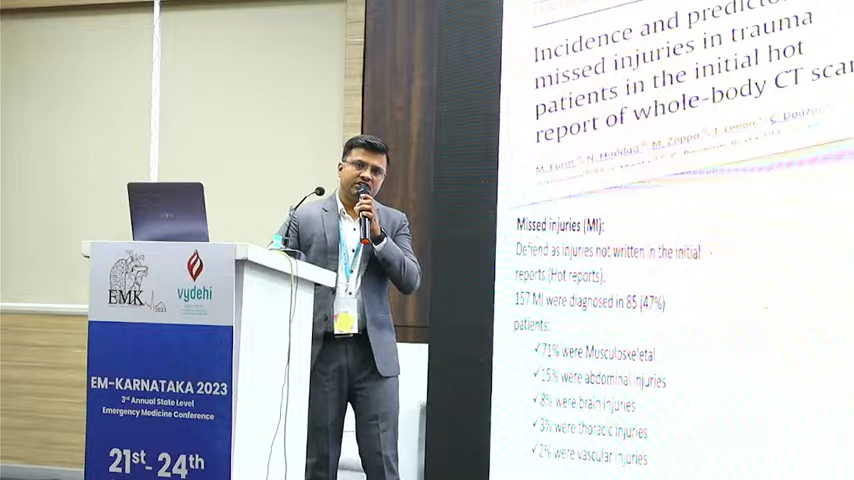 EMK
2023
vydehi
EM-KARNATAKA 2023
3rd Annual State Level
Emergency Medicine Conference
21st - 24th
Incidence and
missed injuries in trauma
patients in the initial hot
report of whole-body CT
Missed injuries (MI):
Defiend as injuries not written in the initial
reports (Hot reports).
157 MI were diagnosed in 85 (47%)
patients:
✓71% were Musculoskeletal
✓15% were abdominal injuries
✓8% were brain injuries
✓3% were thoracic injuries
✓2% were vascular injuries